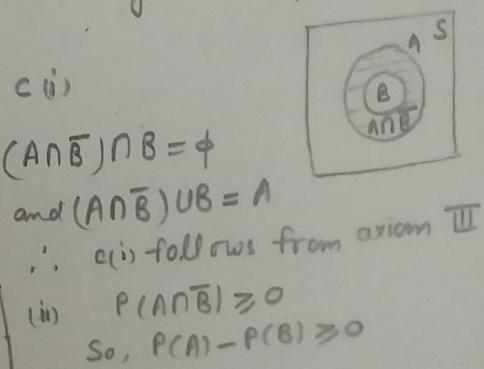 S
A
B
A∩B̅
c (i)
(A∩B̅)∩B = ϕ
and (A∩B̅)∪B = A
∴ c(i) follows from axiom III
(ii) P(A∩B̅) ≥ 0
So, P(A) – P(B) ≥ 0